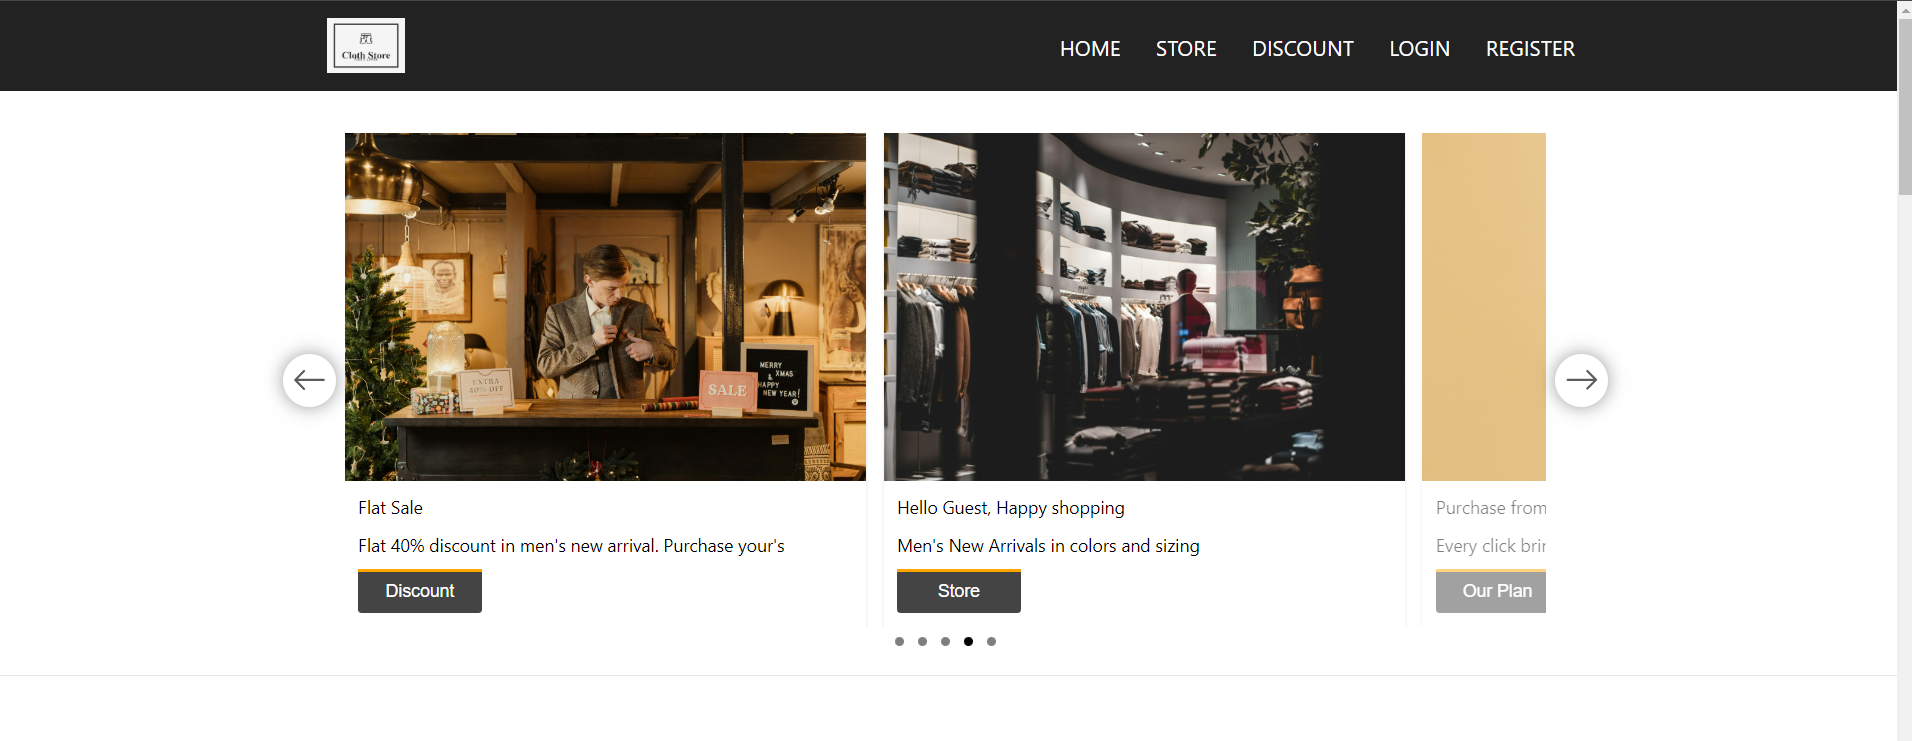 Cloth Store
HOME STORE DISCOUNT LOGIN REGISTER
EXTRA
40% OFF
SALE
MERRY
XMAS
&
HAPPY
NEW YEAR!
Flat Sale
Flat 40% discount in men's new arrival. Purchase your's
Discount
Hello Guest, Happy shopping
Men's New Arrivals in colors and sizing
Store
Purchase from
Every click
Our Plan